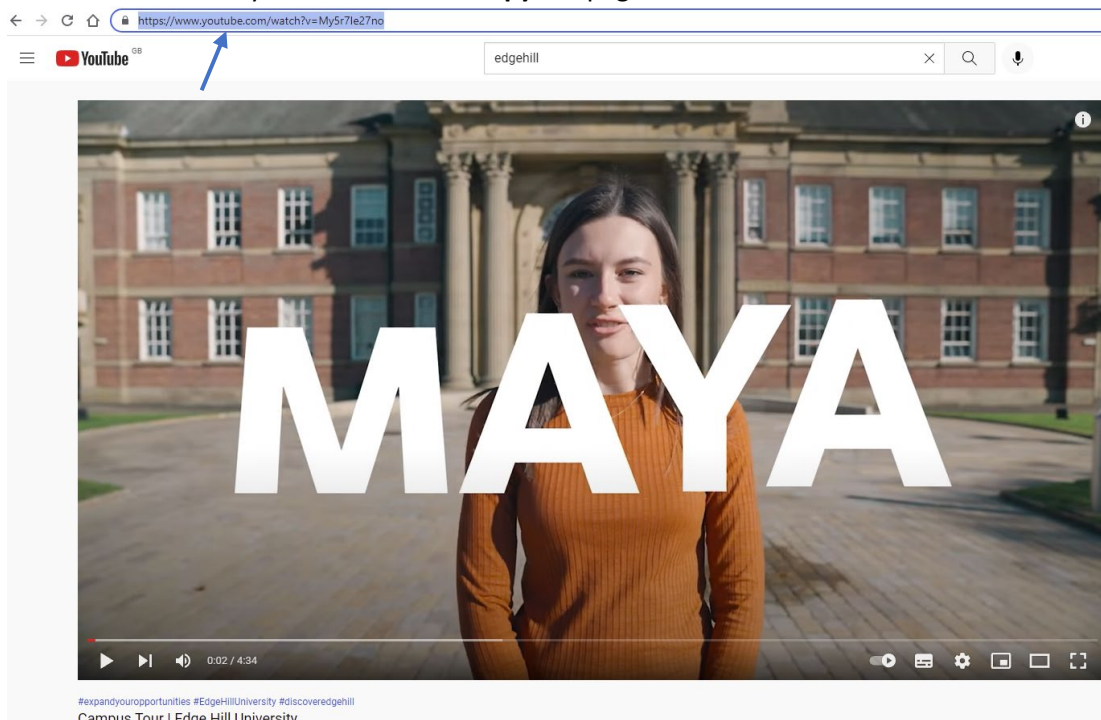 https://www.youtube.com/watch?v=My5r7Ie27no
YouTube GB
edgehill
MAYA
0:02 / 4:34
#expandyouropportunities #EdgeHillUniversity #discoveredgehill
Campus Tour | Edge Hill University